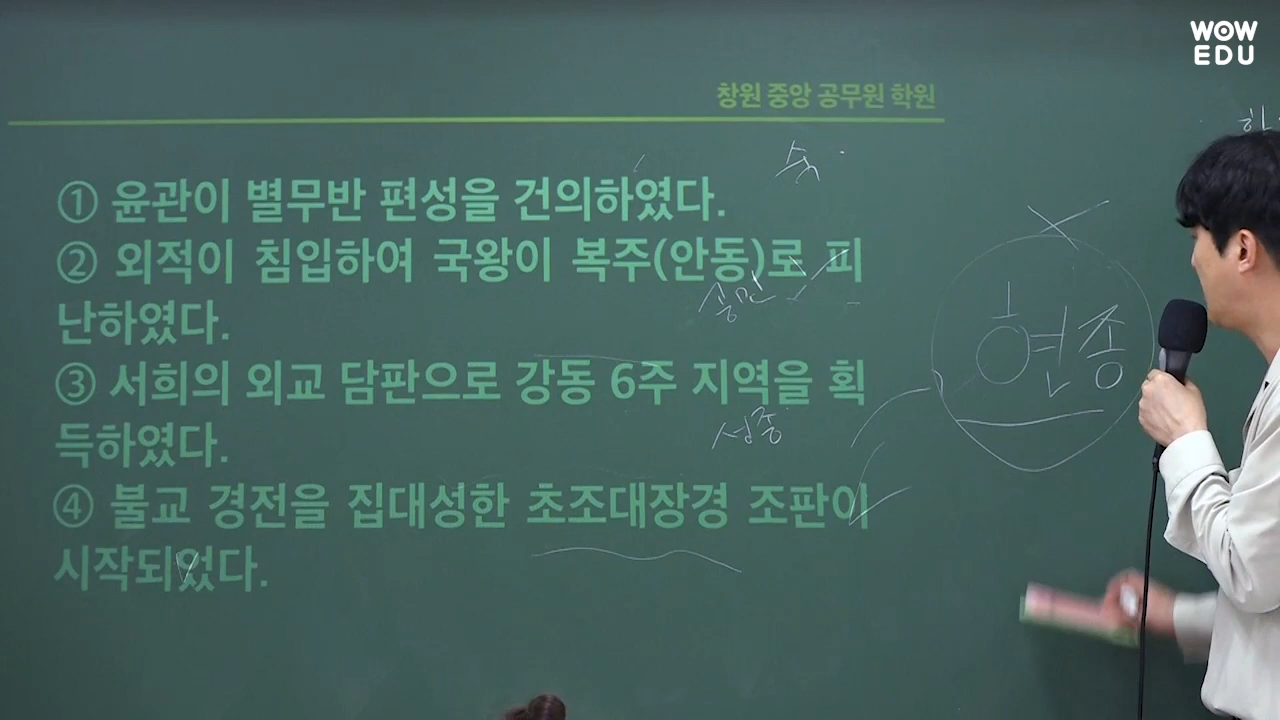 WOW
EDU
창원 중앙 공무원 학원
숙
① 윤관이 별무반 편성을 건의하였다.
② 외적이 침입하여 국왕이 복주(안동)로 피
공민
난하였다.
현종
③ 서희의 외교 담판으로 강동 6주 지역을 획
성종
득하였다.
④ 불교 경전을 집대성한 초조대장경 조판이
시작되었다.